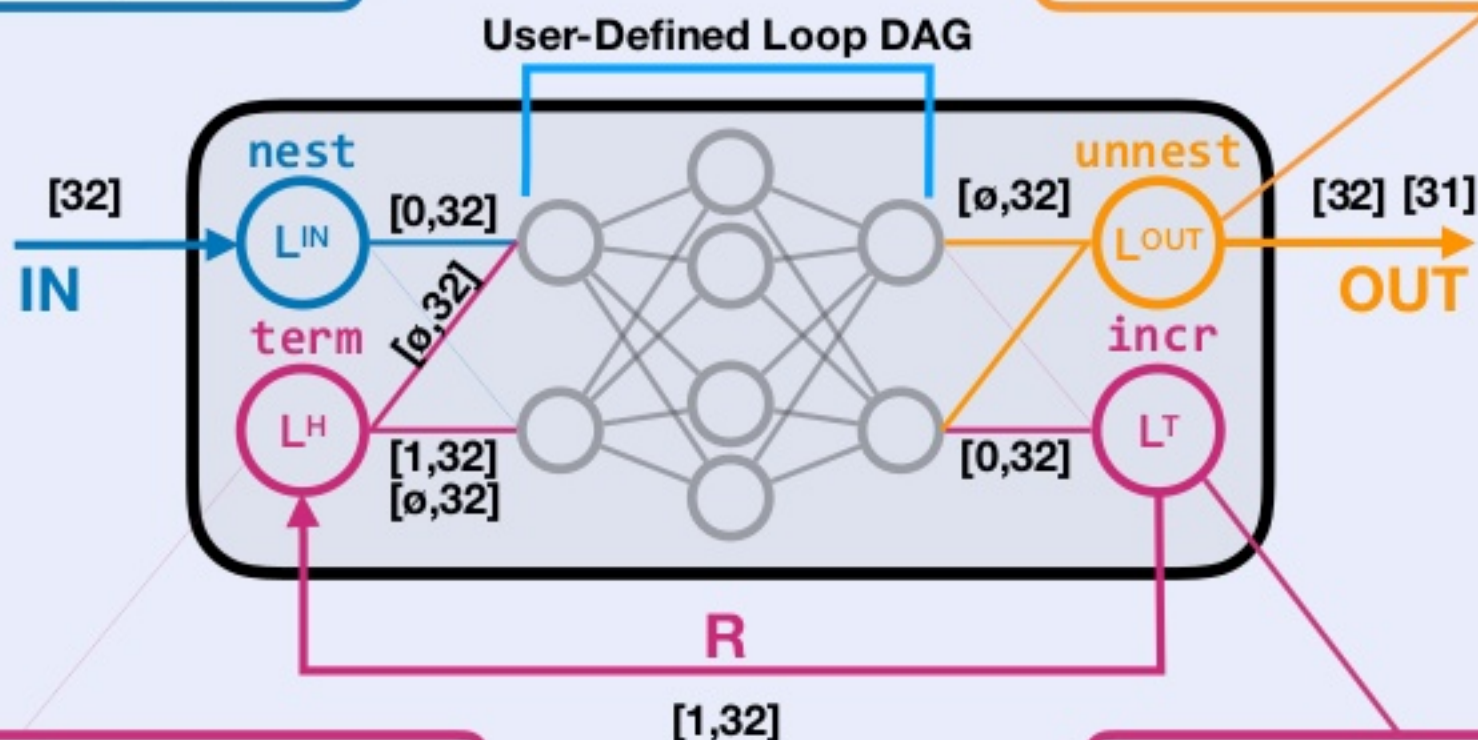 User-Defined Loop DAG
nest
unnest
[32]
[0,32]
[ø,32]
[32] [31]
L^IN
L^OUT
IN
OUT
[ø,32]
term
incr
L^H
L^T
[1,32]
[ø,32]
[0,32]
R
[1,32]